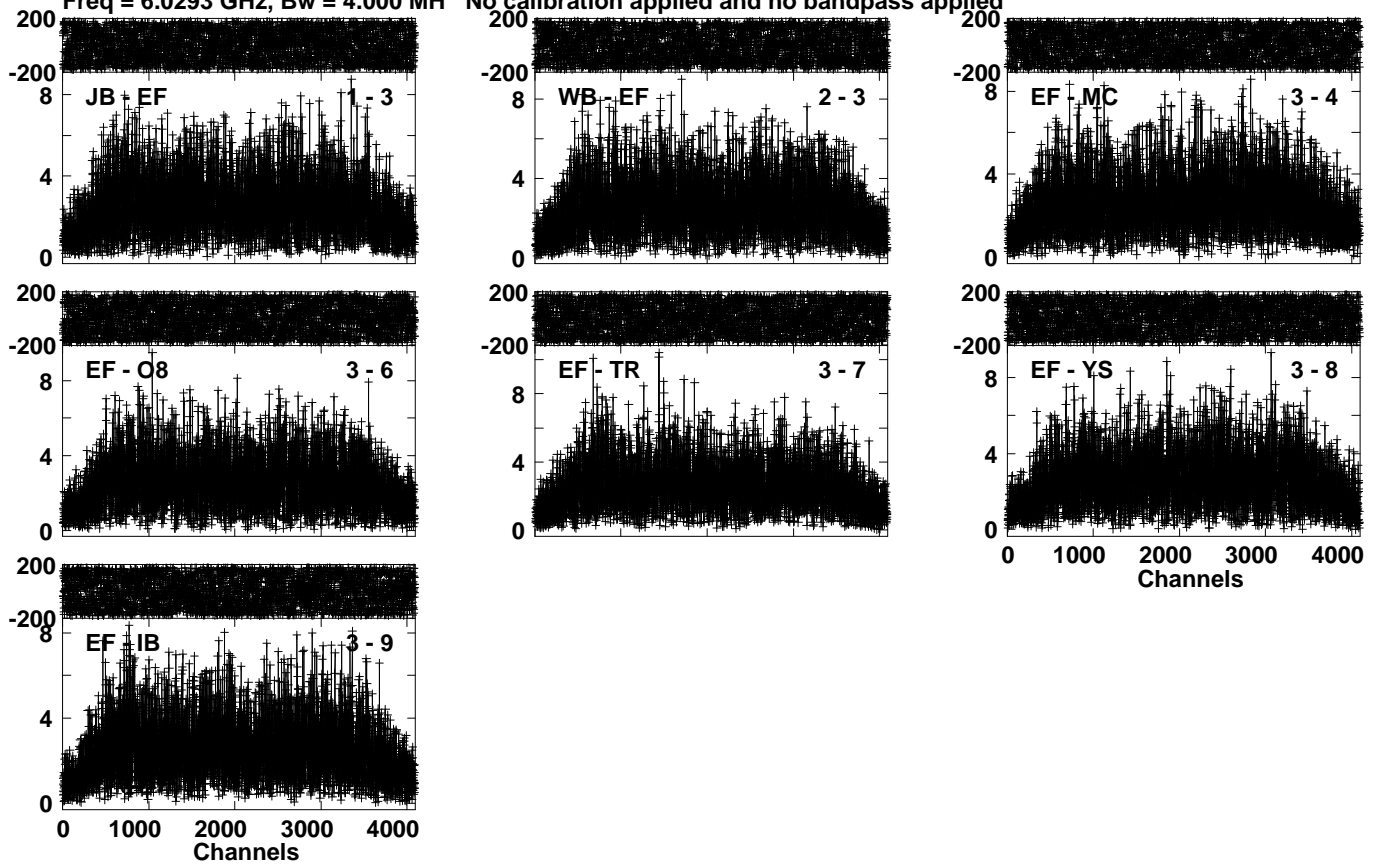 Freq = 6.0293 GHz, Bw = 4.000 MH No calibration applied and no bandpass applied
200 200 200
-200 -200 -200
8 JB - EF 1 - 3 8 WB - EF 2 - 3 8 EF - MC 3 - 4
4 4 4
0 0 0
200 200 200
-200 -200 -200
8 EF - O8 3 - 6 8 EF - TR 3 - 7 8 EF - YS 3 - 8
4 4 4
0 0 0
0 1000 2000 3000 4000
Channels
200
-200
8 EF - IB 3 - 9
4
0
0 1000 2000 3000 4000
Channels